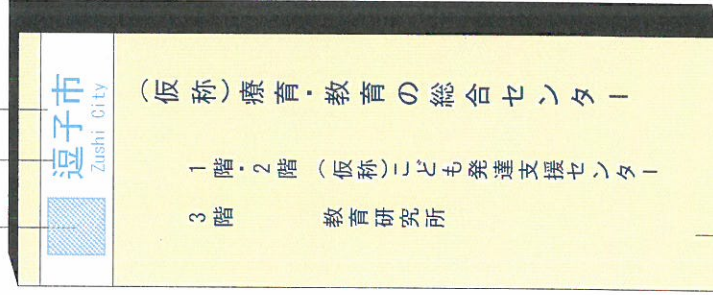 逗子市
Zushi City
（仮称）療育・教育の総合センター
1階・2階　（仮称）こども発達支援センター
3階　教育研究所